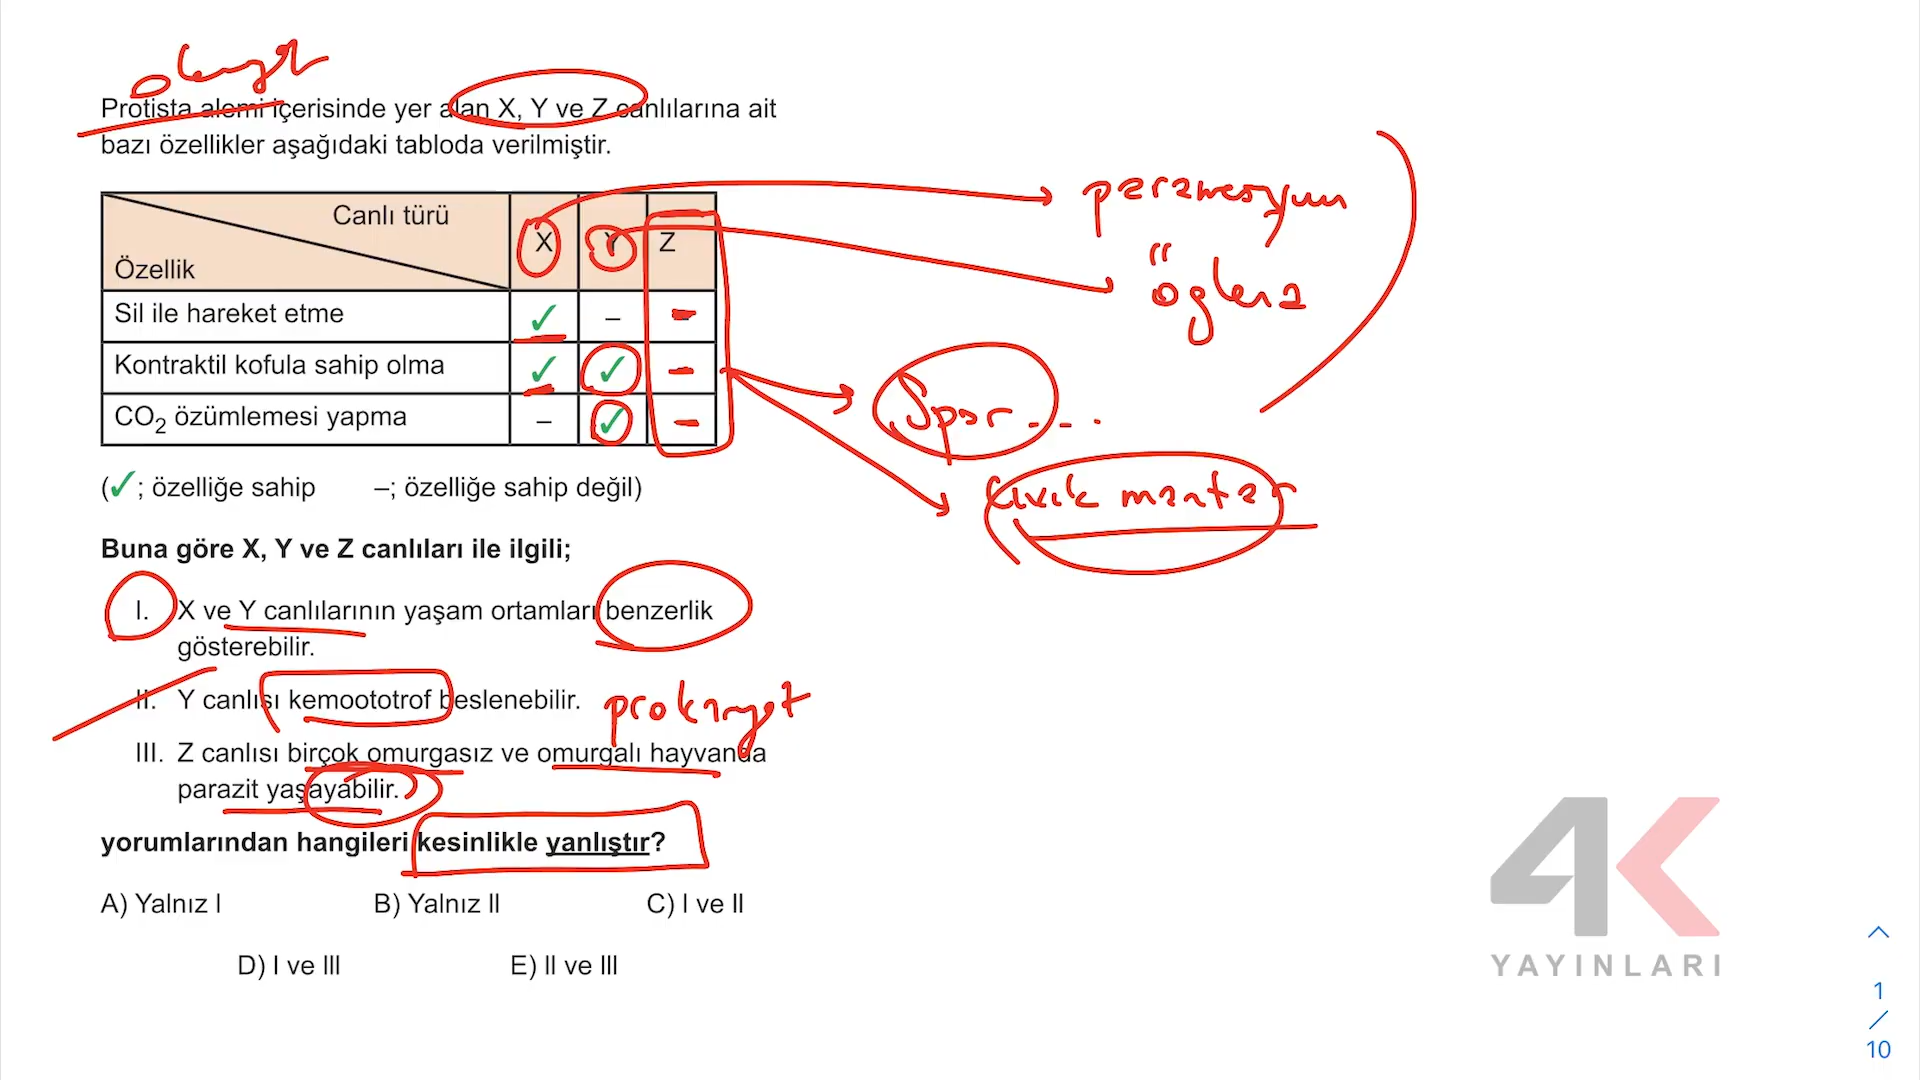 ökaryot
Protista alemi içerisinde yer alan X, Y ve Z canlılarına ait
bazı özellikler aşağıdaki tabloda verilmiştir.
Canlı türü
Özellik
X
Y
Z
Sil ile hareket etme ✓ – –
Kontraktil kofula sahip olma ✓ ✓ –
CO2 özümlemesi yapma – ✓ –
(✓; özelliğe sahip –; özelliğe sahip değil)
paramesyum
öglena
Spor....
Cıvık mantar
Buna göre X, Y ve Z canlıları ile ilgili;
I. X ve Y canlılarının yaşam ortamları benzerlik
gösterebilir.
II. Y canlısı kemoototrof beslenebilir.
prokaryot
III. Z canlısı birçok omurgasız ve omurgalı hayvanda
parazit yaşayabilir.
yorumlarından hangileri kesinlikle yanlıştır?
A) Yalnız I B) Yalnız II C) I ve II
D) I ve III E) II ve III
4K
YAYINLARI
1
/
10